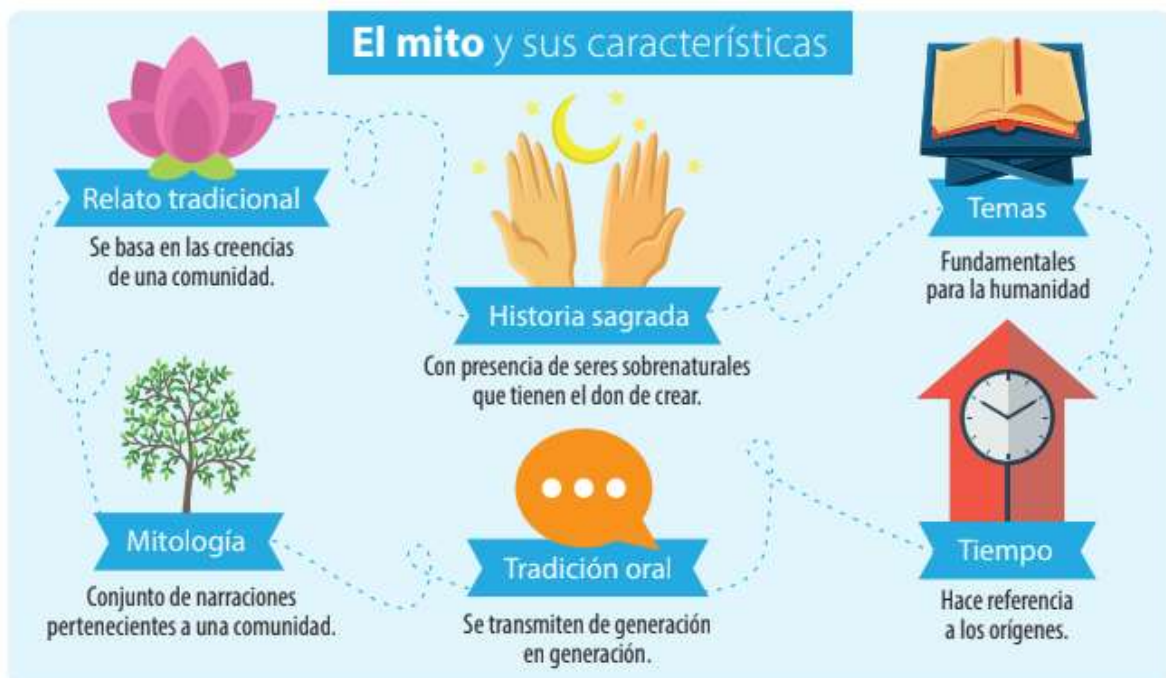 El mito y sus características
Relato tradicional
Se basa en las creencias
de una comunidad.
Historia sagrada
Con presencia de seres sobrenaturales
que tienen el don de crear.
Temas
Fundamentales
para la humanidad
Mitología
Conjunto de narraciones
pertenecientes a una comunidad.
Tradición oral
Se transmiten de generación
en generación.
Tiempo
Hace referencia
a los orígenes.